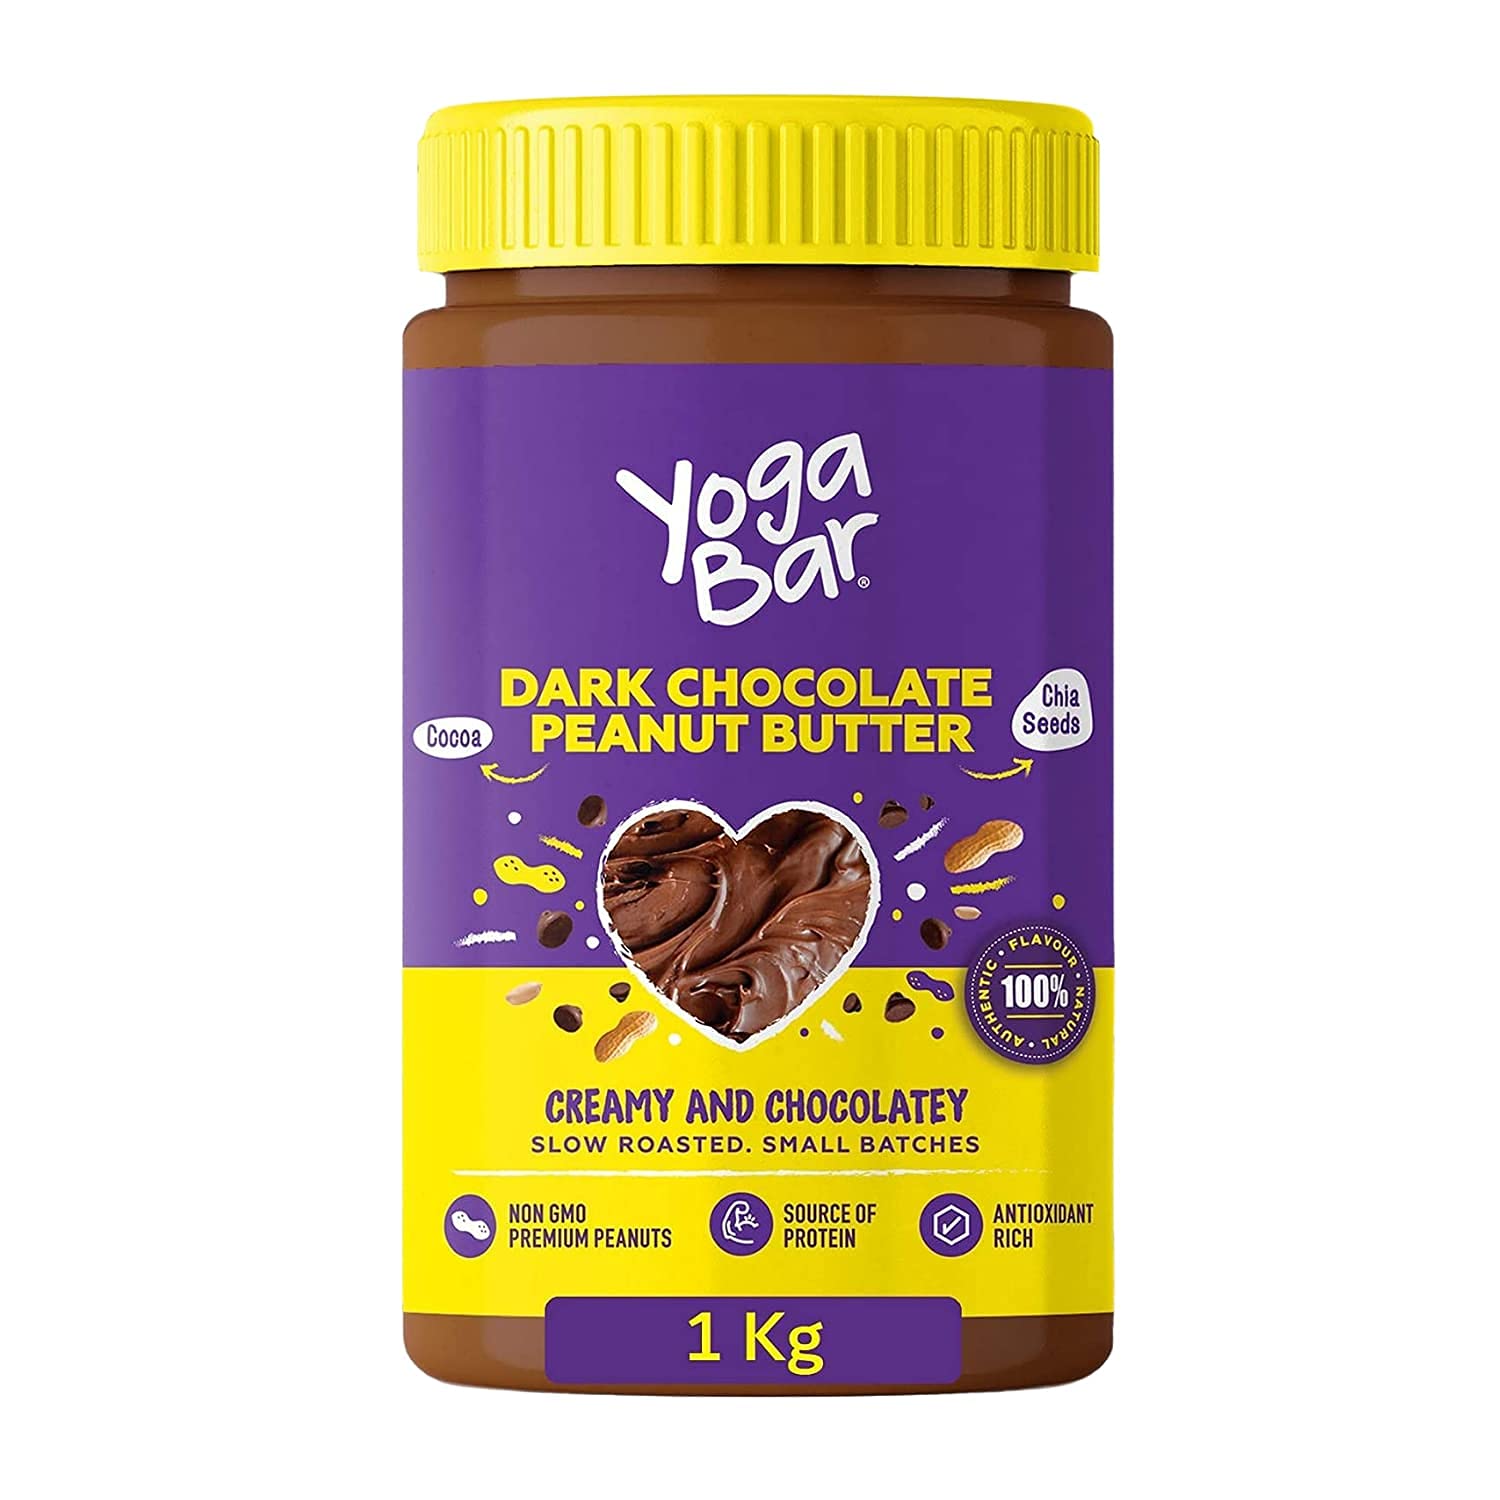 Yoga
Bar®
DARK CHOCOLATE
PEANUT BUTTER
Cocoa
Chia
Seeds
AUTHENTIC • FLAVOUR • NATURAL •
100%
CREAMY AND CHOCOLATEY
SLOW ROASTED. SMALL BATCHES
NON GMO
PREMIUM PEANUTS
SOURCE OF
PROTEIN
ANTIOXIDANT
RICH
1 Kg